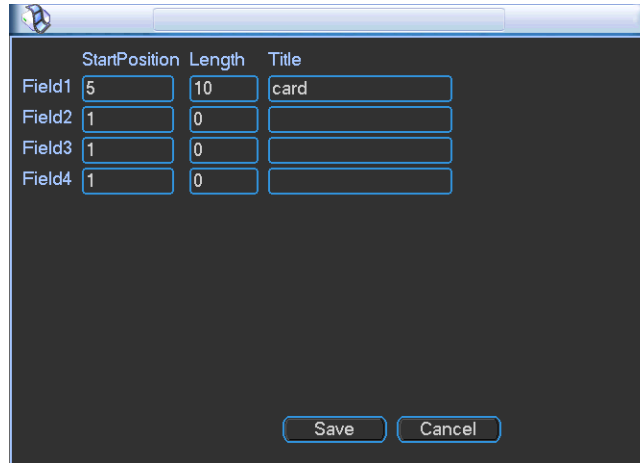 StartPosition Length Title
Field1 5 10 card
Field2 1 0
Field3 1 0
Field4 1 0
Save Cancel